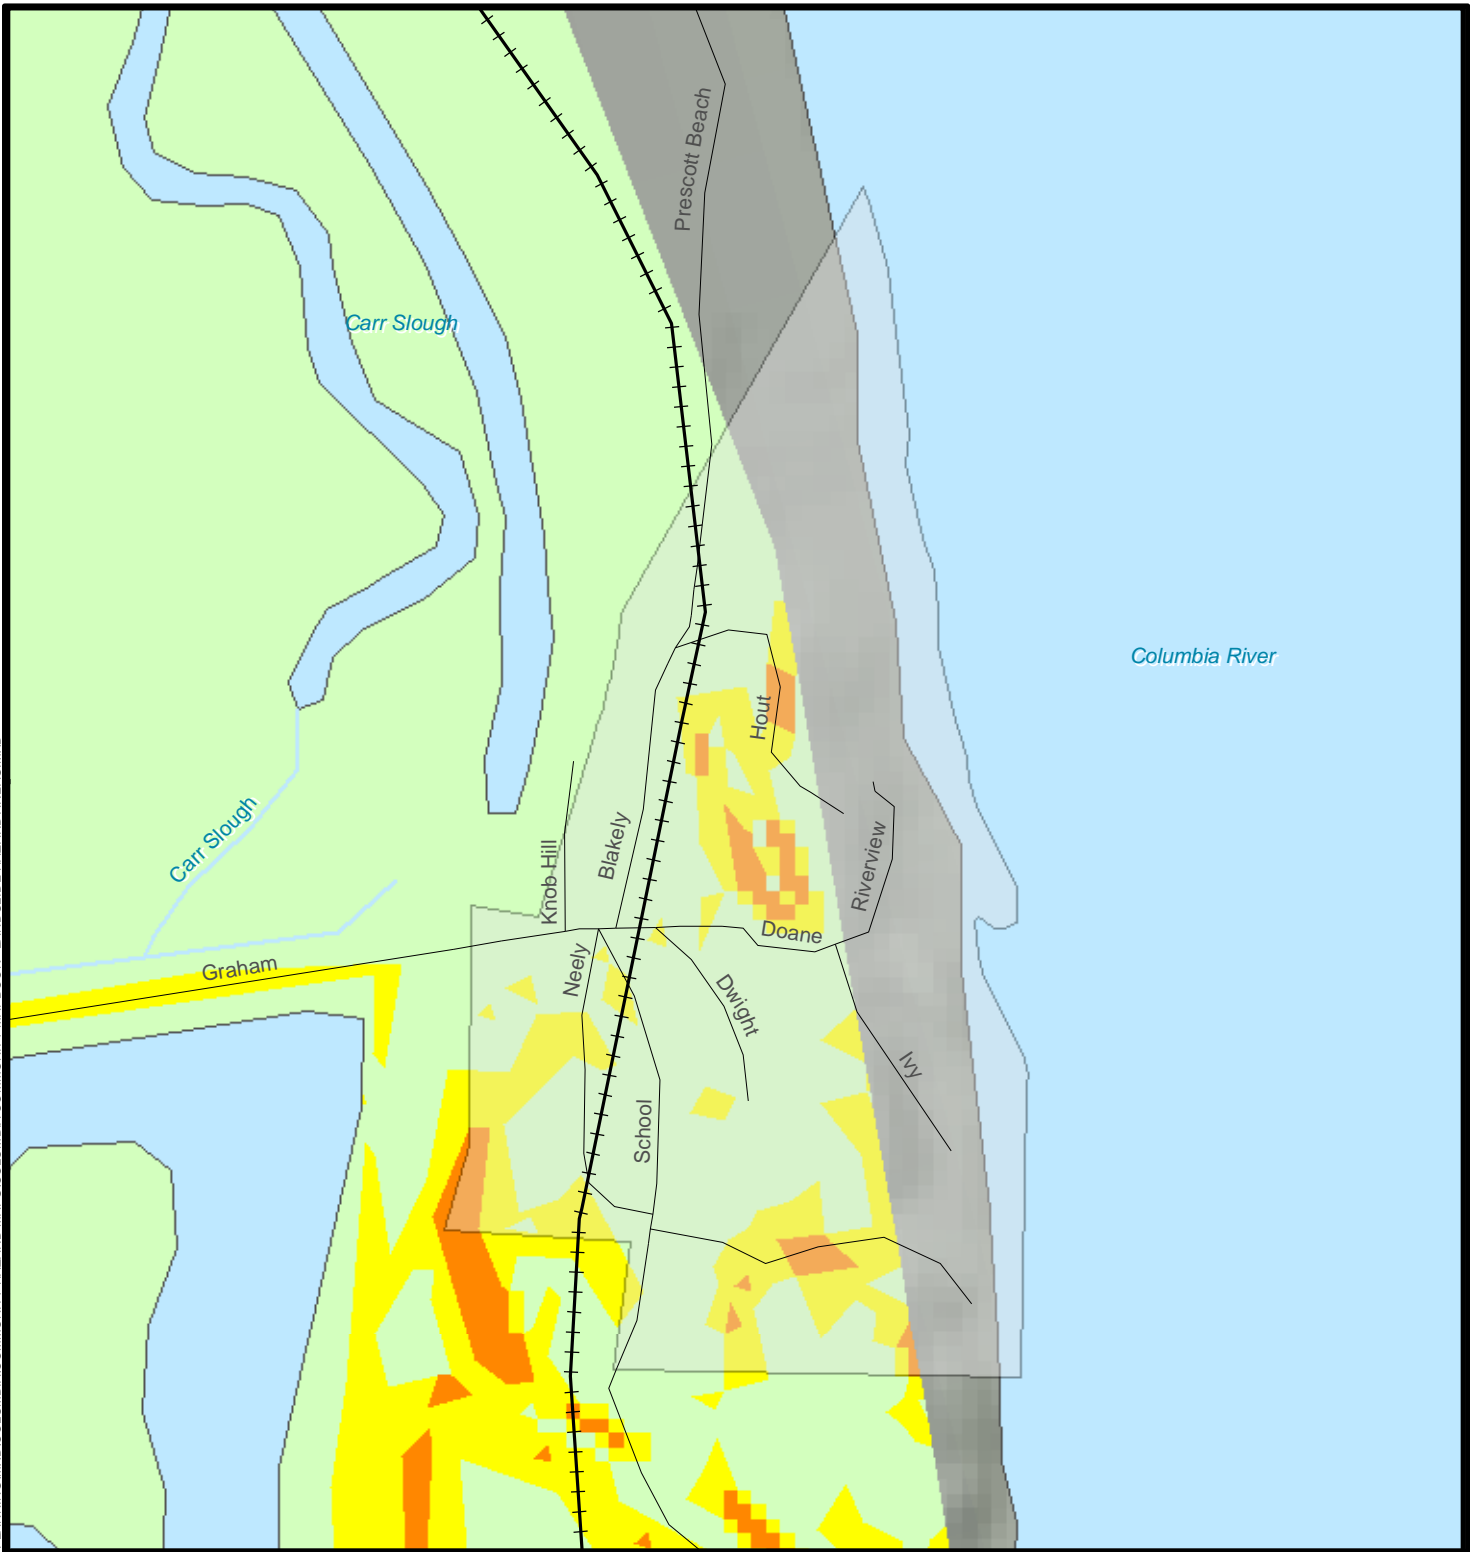 Prescott Beach
Carr Slough
Columbia River
Hout
Carr Slough
Knob Hill
Blakely
Riverview
Doane
Graham
Neely
Dwight
Ivy
School